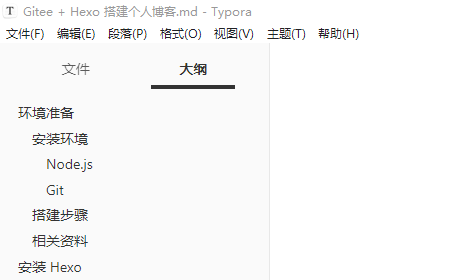 T Gitee + Hexo 搭建个人博客.md - Typora
文件(F) 编辑(E) 段落(P) 格式(O) 视图(V) 主题(T) 帮助(H)
文件 大纲
环境准备
安装环境
Node.js
Git
搭建步骤
相关资料
安装 Hexo